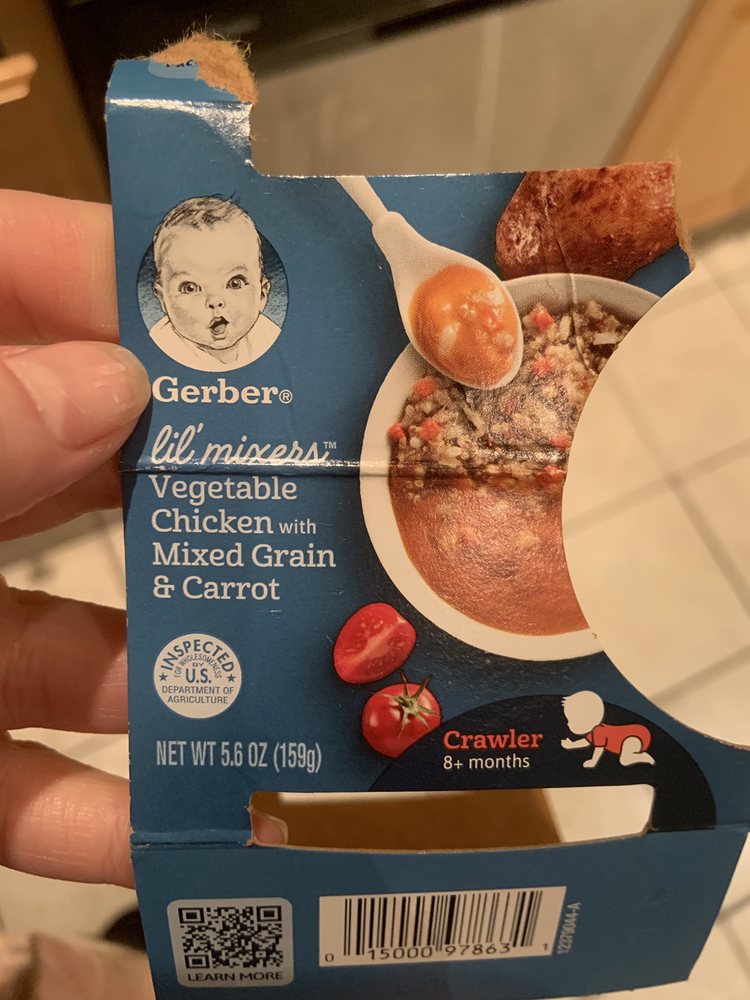 Gerber®
lil' mixers™
Vegetable
Chicken with
Mixed Grain
& Carrot
INSPECTED
FOR WHOLESOMENESS
BY
U.S.
DEPARTMENT OF
AGRICULTURE
NET WT 5.6 OZ (159g)
Crawler
8+ months
LEARN MORE
0 15000 97863 1
12379044-A